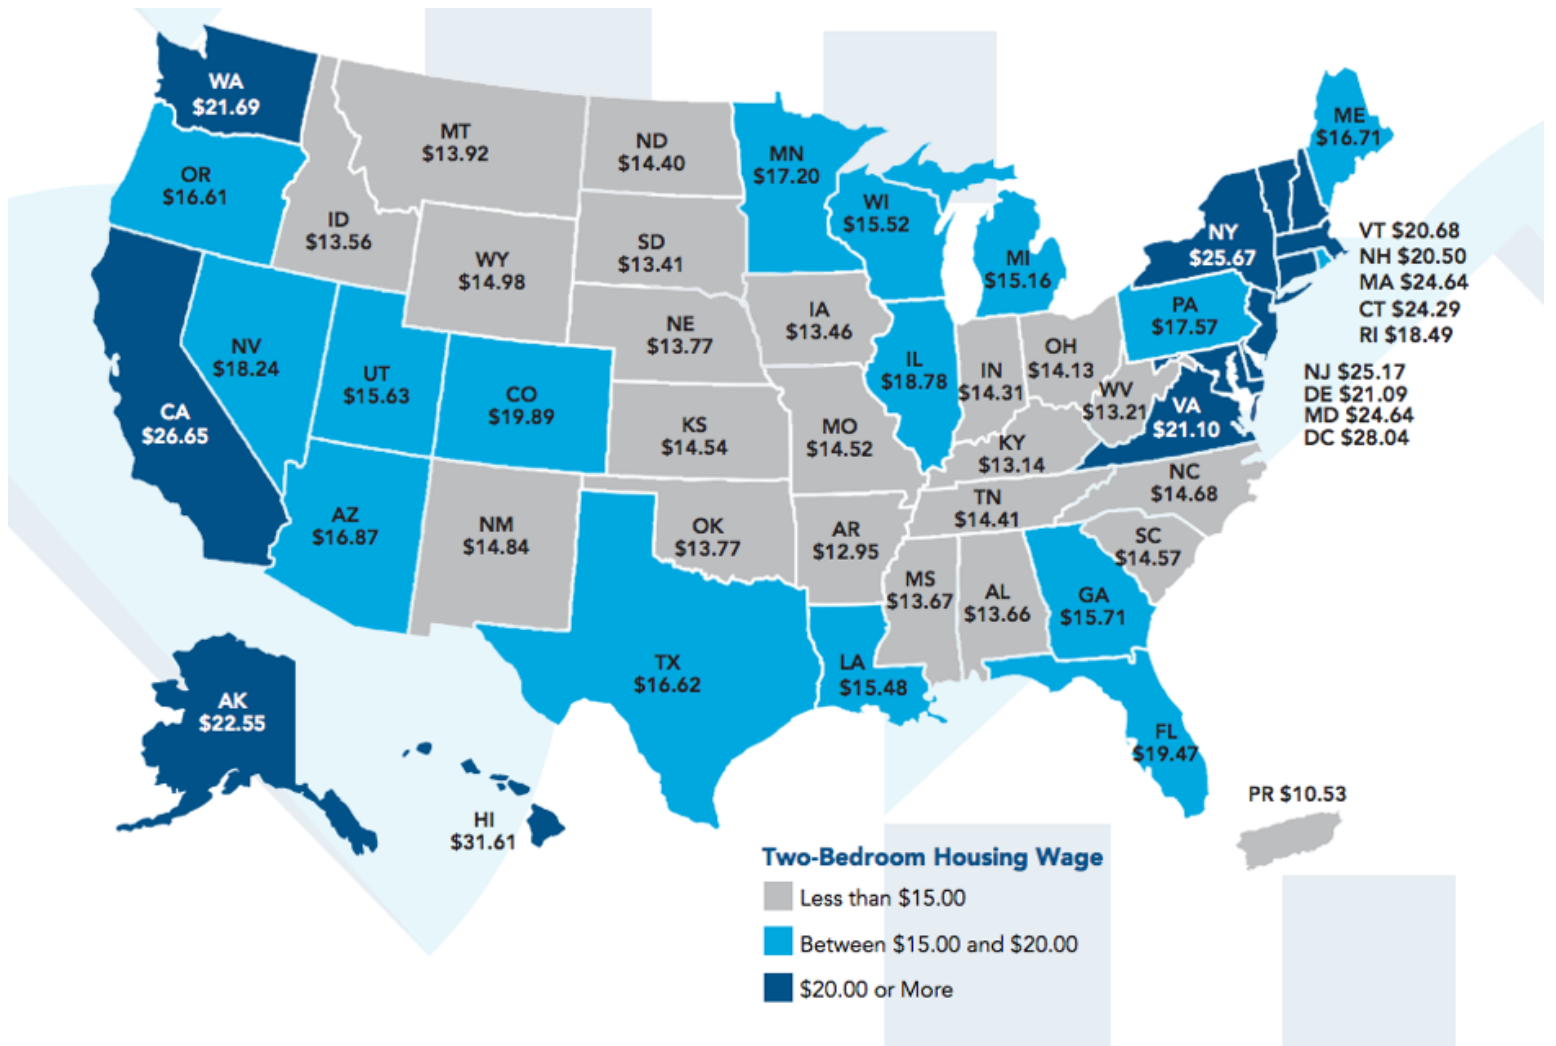 WA
$21.69
MT
$13.92
ND
$14.40
MN
$17.20
ME
$16.71
OR
$16.61
ID
$13.56
WY
$14.98
SD
$13.41
WI
$15.52
MI
$15.16
NY
$25.67
VT $20.68
NH $20.50
MA $24.64
CT $24.29
RI $18.49
NV
$18.24
UT
$15.63
CO
$19.89
NE
$13.77
IA
$13.46
IL
$18.78
IN
$14.31
OH
$14.13
PA
$17.57
NJ $25.17
DE $21.09
MD $24.64
DC $28.04
CA
$26.65
KS
$14.54
MO
$14.52
KY
$13.14
WV
$13.21
VA
$21.10
AZ
$16.87
NM
$14.84
OK
$13.77
AR
$12.95
TN
$14.41
NC
$14.68
SC
$14.57
MS
$13.67
AL
$13.66
GA
$15.71
TX
$16.62
LA
$15.48
FL
$19.47
AK
$22.55
HI
$31.61
PR $10.53
Two-Bedroom Housing Wage
Less than $15.00
Between $15.00 and $20.00
$20.00 or More